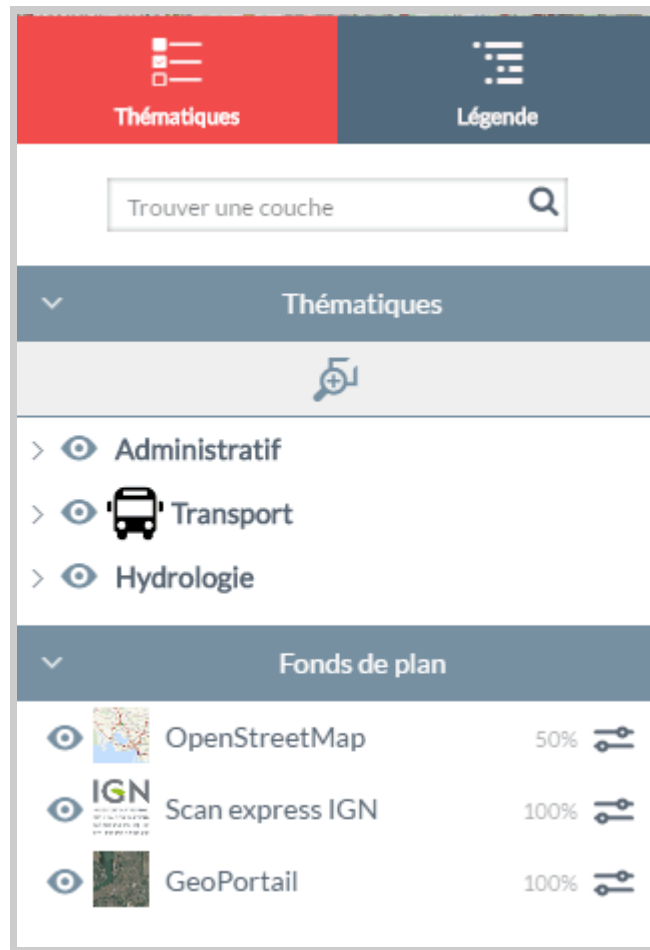 Thématiques
Légende
Trouver une couche
Thématiques
Administratif
Transport
Hydrologie
Fonds de plan
OpenStreetMap 50%
IGN
Scan express IGN 100%
GeoPortail 100%